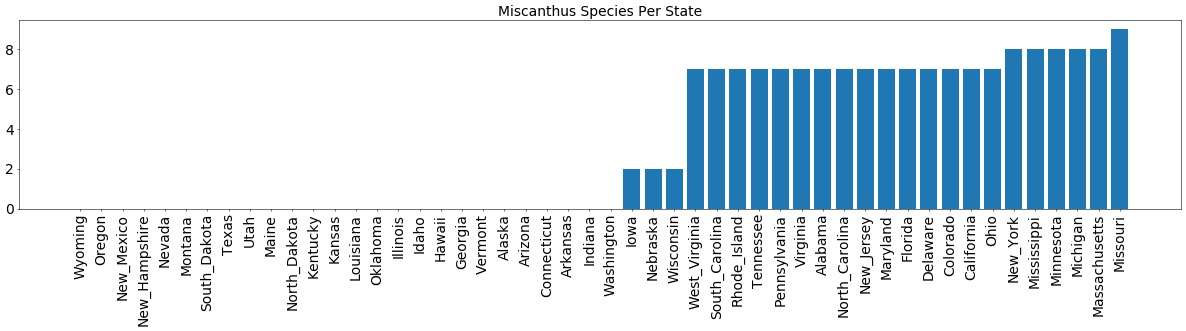 Miscanthus Species Per State
8
6
4
2
0
Wyoming
Oregon
New_Mexico
New_Hampshire
Nevada
Montana
South_Dakota
Texas
Utah
Maine
North_Dakota
Kentucky
Kansas
Louisiana
Oklahoma
Illinois
Idaho
Hawaii
Georgia
Vermont
Alaska
Arizona
Connecticut
Arkansas
Indiana
Washington
Iowa
Nebraska
Wisconsin
West_Virginia
South_Carolina
Rhode_Island
Tennessee
Pennsylvania
Virginia
Alabama
North_Carolina
New_Jersey
Maryland
Florida
Delaware
Colorado
California
Ohio
New_York
Mississippi
Minnesota
Michigan
Massachusetts
Missouri